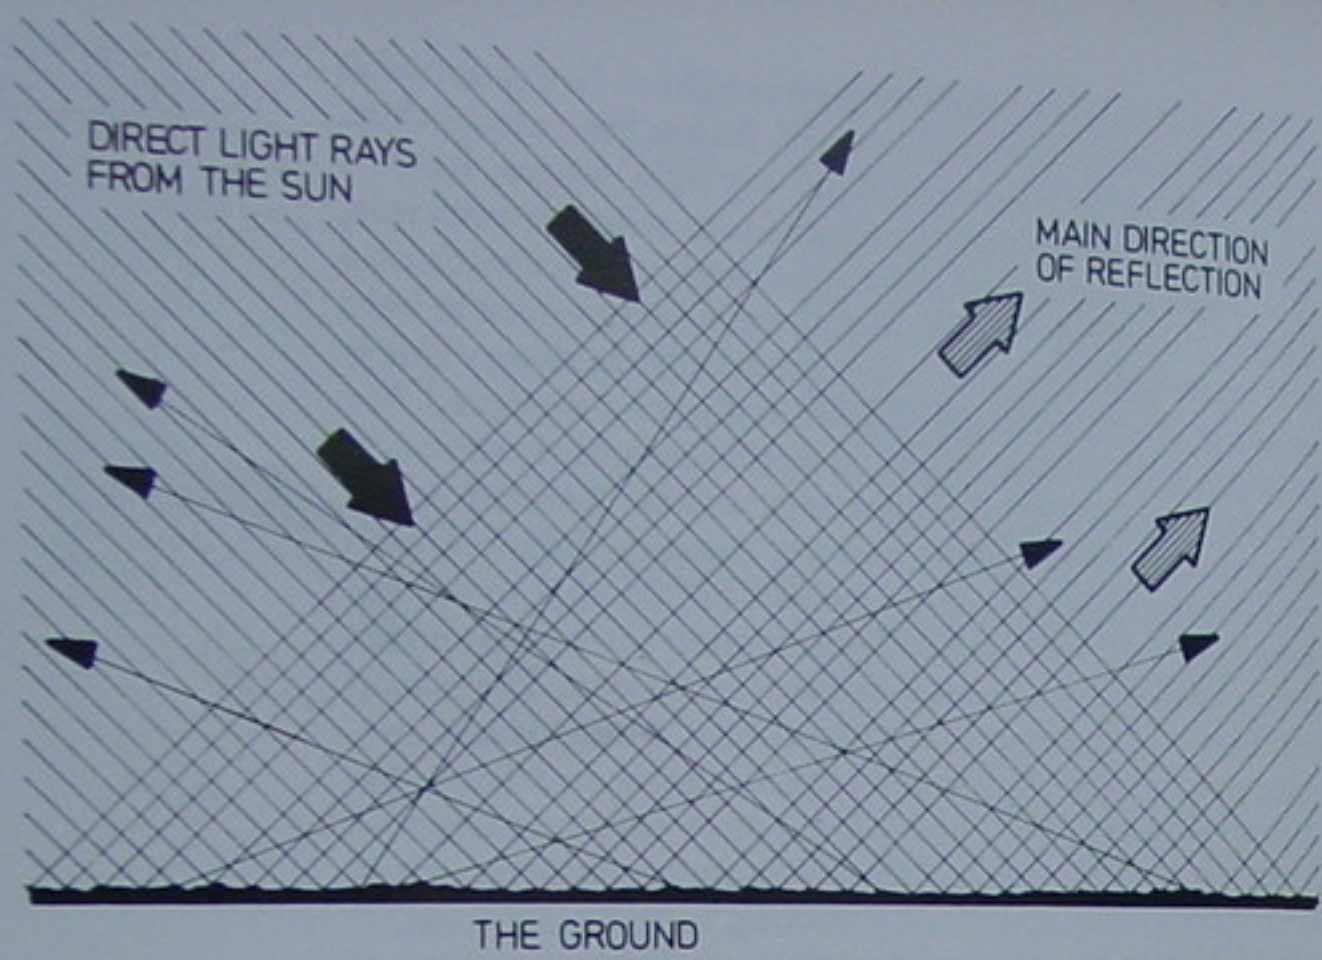 DIRECT LIGHT RAYS
FROM THE SUN
MAIN DIRECTION
OF REFLECTION
THE GROUND